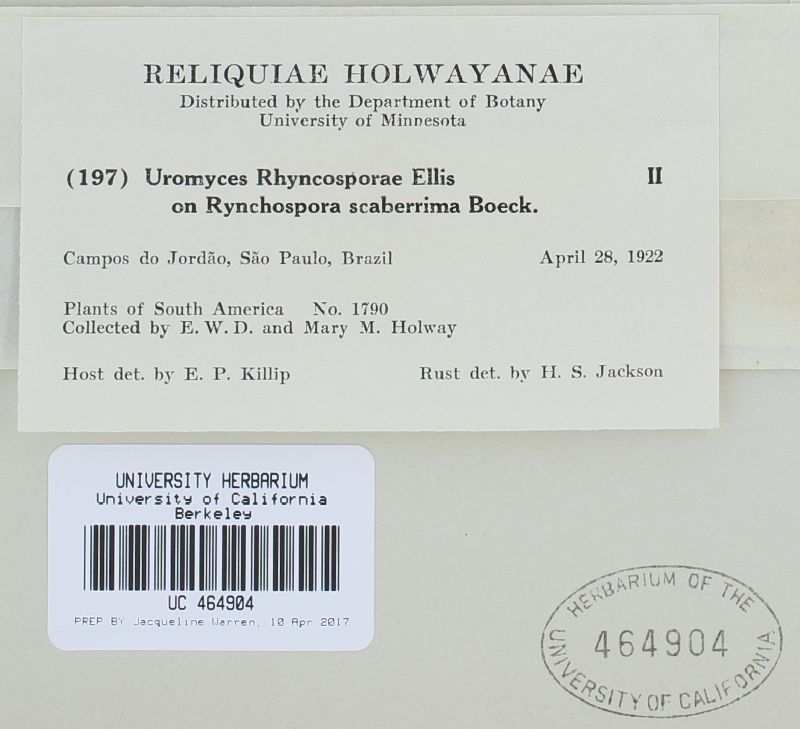 RELIQUIAE HOLWAYANAE
Distributed by the Department of Botany
University of Minnesota
(197) Uromyces Rhyncosporae Ellis II
on Rynchospora scaberrima Boeck.
Campos do Jordão, São Paulo, Brazil April 28, 1922
Plants of South America No. 1790
Collected by E. W. D. and Mary M. Holway
Host det. by E. P. Killip Rust det. by H. S. Jackson
UNIVERSITY HERBARIUM
University of California
Berkeley
UC 464904
PREP BY Jacqueline Warren, 10 Apr 2017
HERBARIUM OF THE
464904
UNIVERSITY OF CALIFORNIA